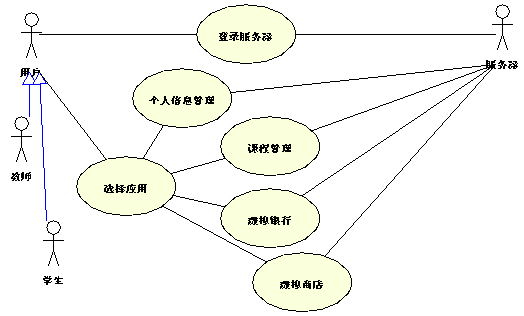 登录服务器
用户
服务器
个人信息管理
教师
课程管理
选择应用
虚拟银行
学生
虚拟商店